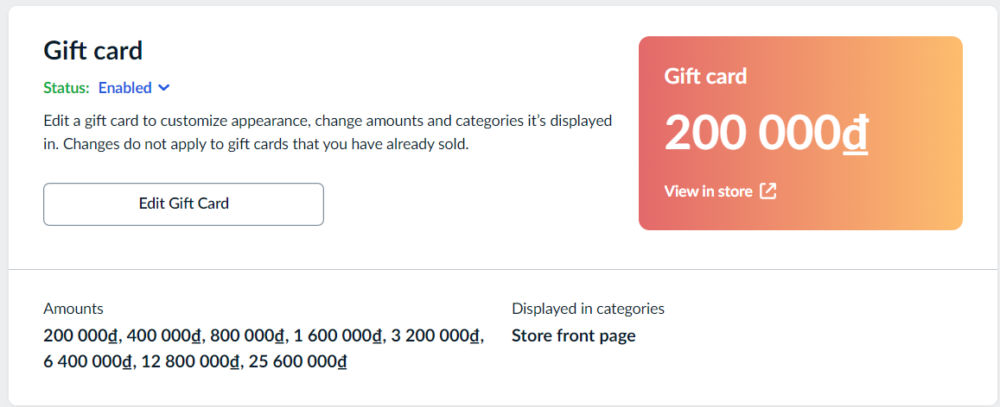 Gift card
Status: Enabled
Edit a gift card to customize appearance, change amounts and categories it’s displayed
in. Changes do not apply to gift cards that you have already sold.
Edit Gift Card
Gift card
200 000₫
View in store
Amounts
200 000₫, 400 000₫, 800 000₫, 1 600 000₫, 3 200 000₫,
6 400 000₫, 12 800 000₫, 25 600 000₫
Displayed in categories
Store front page